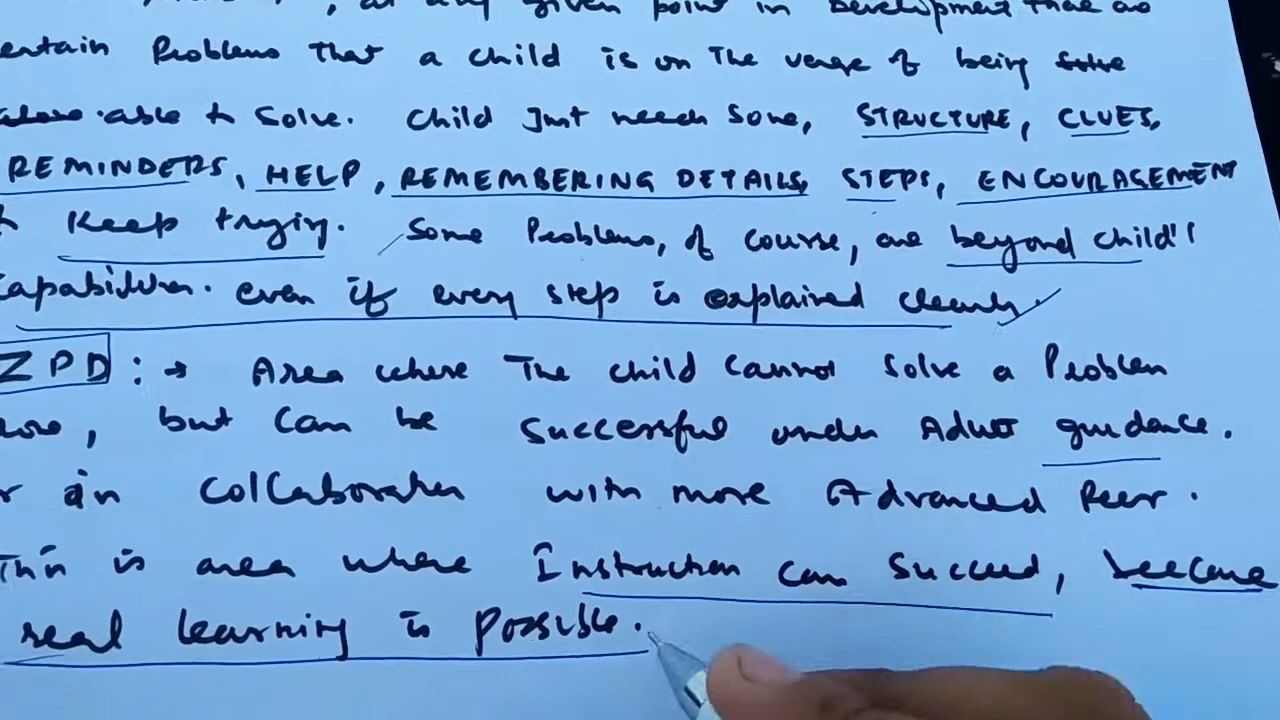 , at any given point in Development there are
certain Problems That a child is on The verge of being solve
able to Solve. Child Just needs Some, STRUCTURE, CLUES,
REMINDERS, HELP, REMEMBERING DETAILS, STEPS, ENCOURAGEMENT
Keep trying. Some Problems, of course, are beyond child's
Capabilities. even if every step is explained clearly
ZPD : → Area where The child cannot solve a Problem
, but can be successful under Adult guidance.
r in Collaboration with more Advanced Peer.
This is area where Instruction can Succeed, because
real learning is Possible.